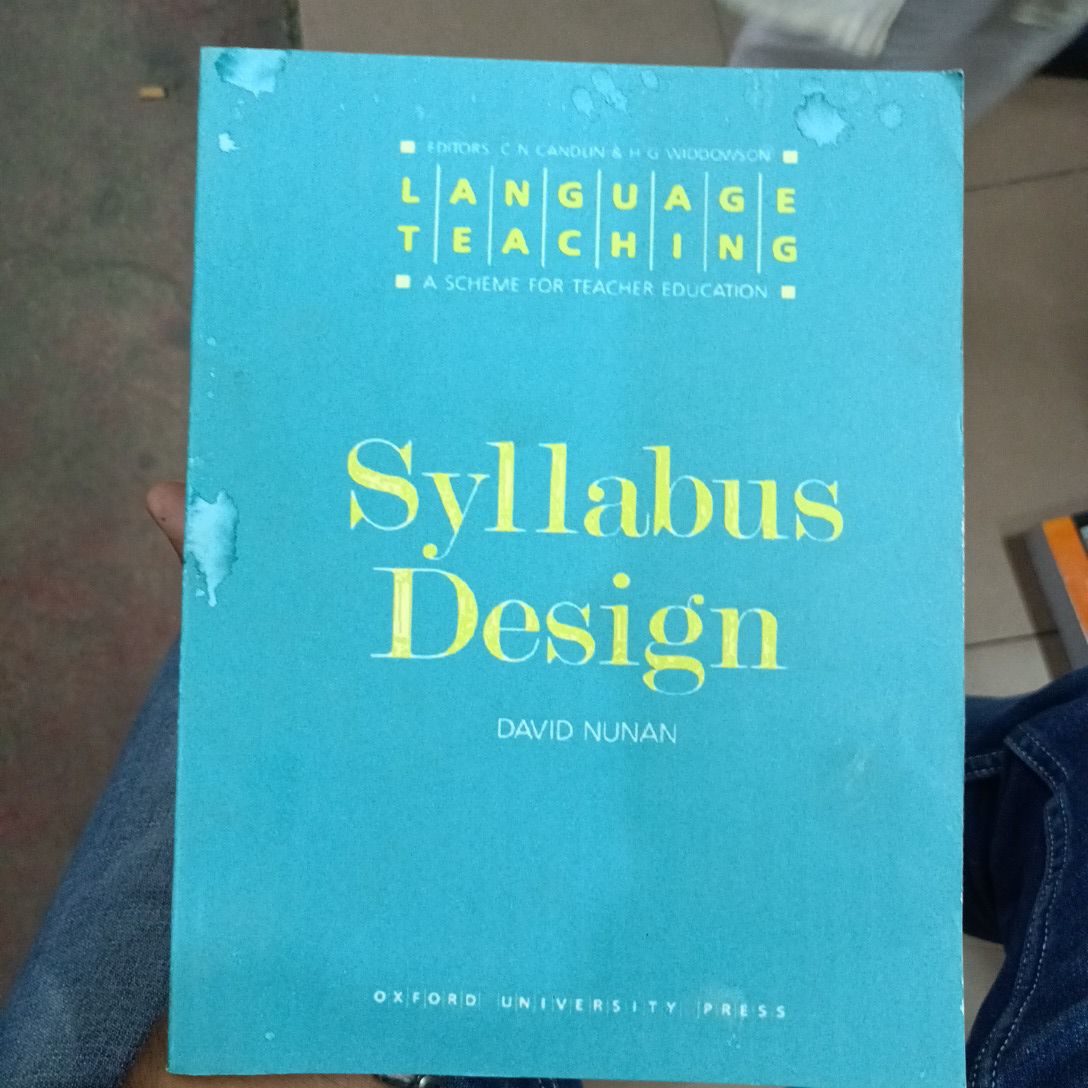 EDITORS: C N CANDLIN & H G WIDDOWSON
LANGUAGE
TEACHING
A SCHEME FOR TEACHER EDUCATION
Syllabus
Design
DAVID NUNAN
OXFORD UNIVERSITY PRESS